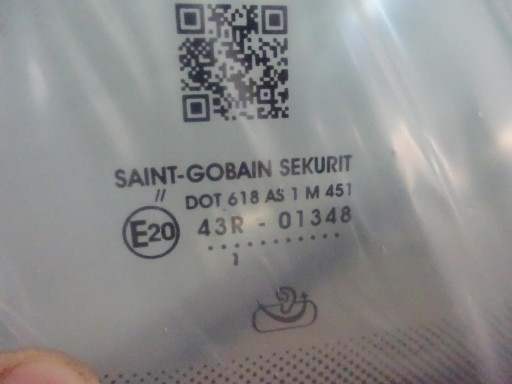 SAINT-GOBAIN SEKURIT
// DOT 618 AS 1 M 451
E20 43R - 01348
. . . . . . . . . . .
1